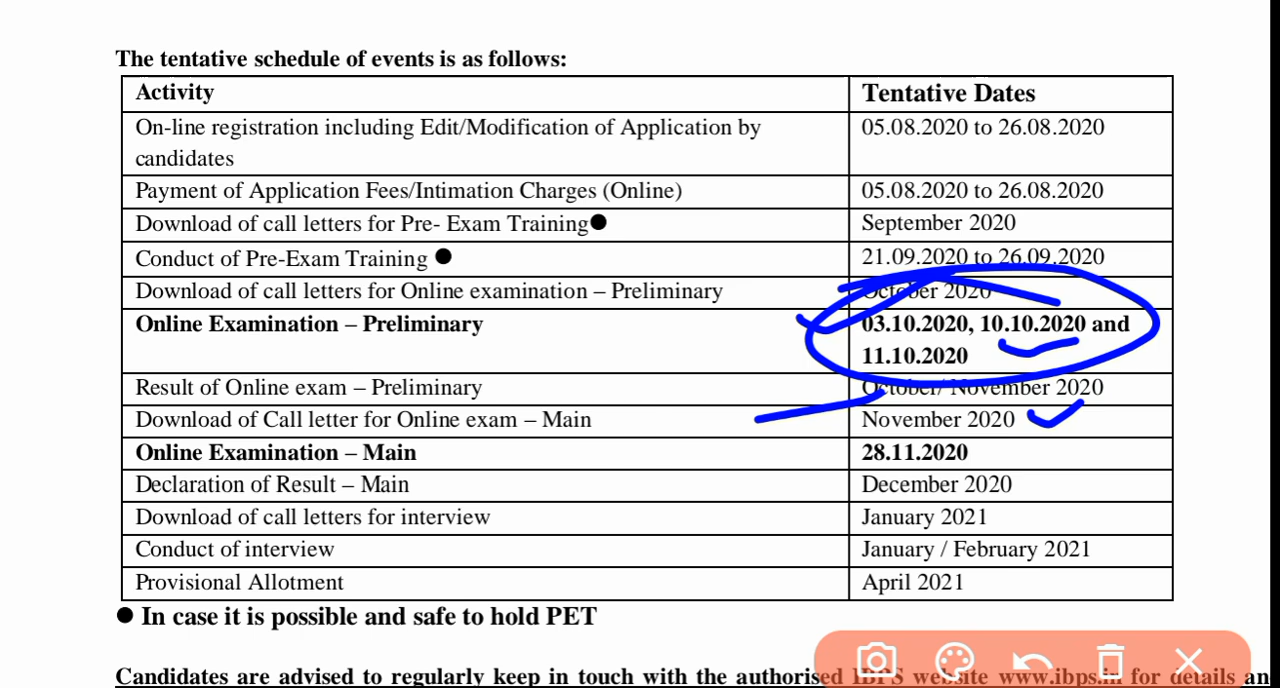 The tentative schedule of events is as follows:
Activity Tentative Dates
On-line registration including Edit/Modification of Application by 05.08.2020 to 26.08.2020
candidates
Payment of Application Fees/Intimation Charges (Online) 05.08.2020 to 26.08.2020
Download of call letters for Pre- Exam Training● September 2020
Conduct of Pre-Exam Training ● 21.09.2020 to 26.09.2020
Download of call letters for Online examination – Preliminary October 2020
Online Examination – Preliminary 03.10.2020, 10.10.2020 and
11.10.2020
Result of Online exam – Preliminary October/ November 2020
Download of Call letter for Online exam – Main November 2020
Online Examination – Main 28.11.2020
Declaration of Result – Main December 2020
Download of call letters for interview January 2021
Conduct of interview January / February 2021
Provisional Allotment April 2021
● In case it is possible and safe to hold PET
Candidates are advised to regularly keep in touch with the authorised IBPS website www.ibps.in for details